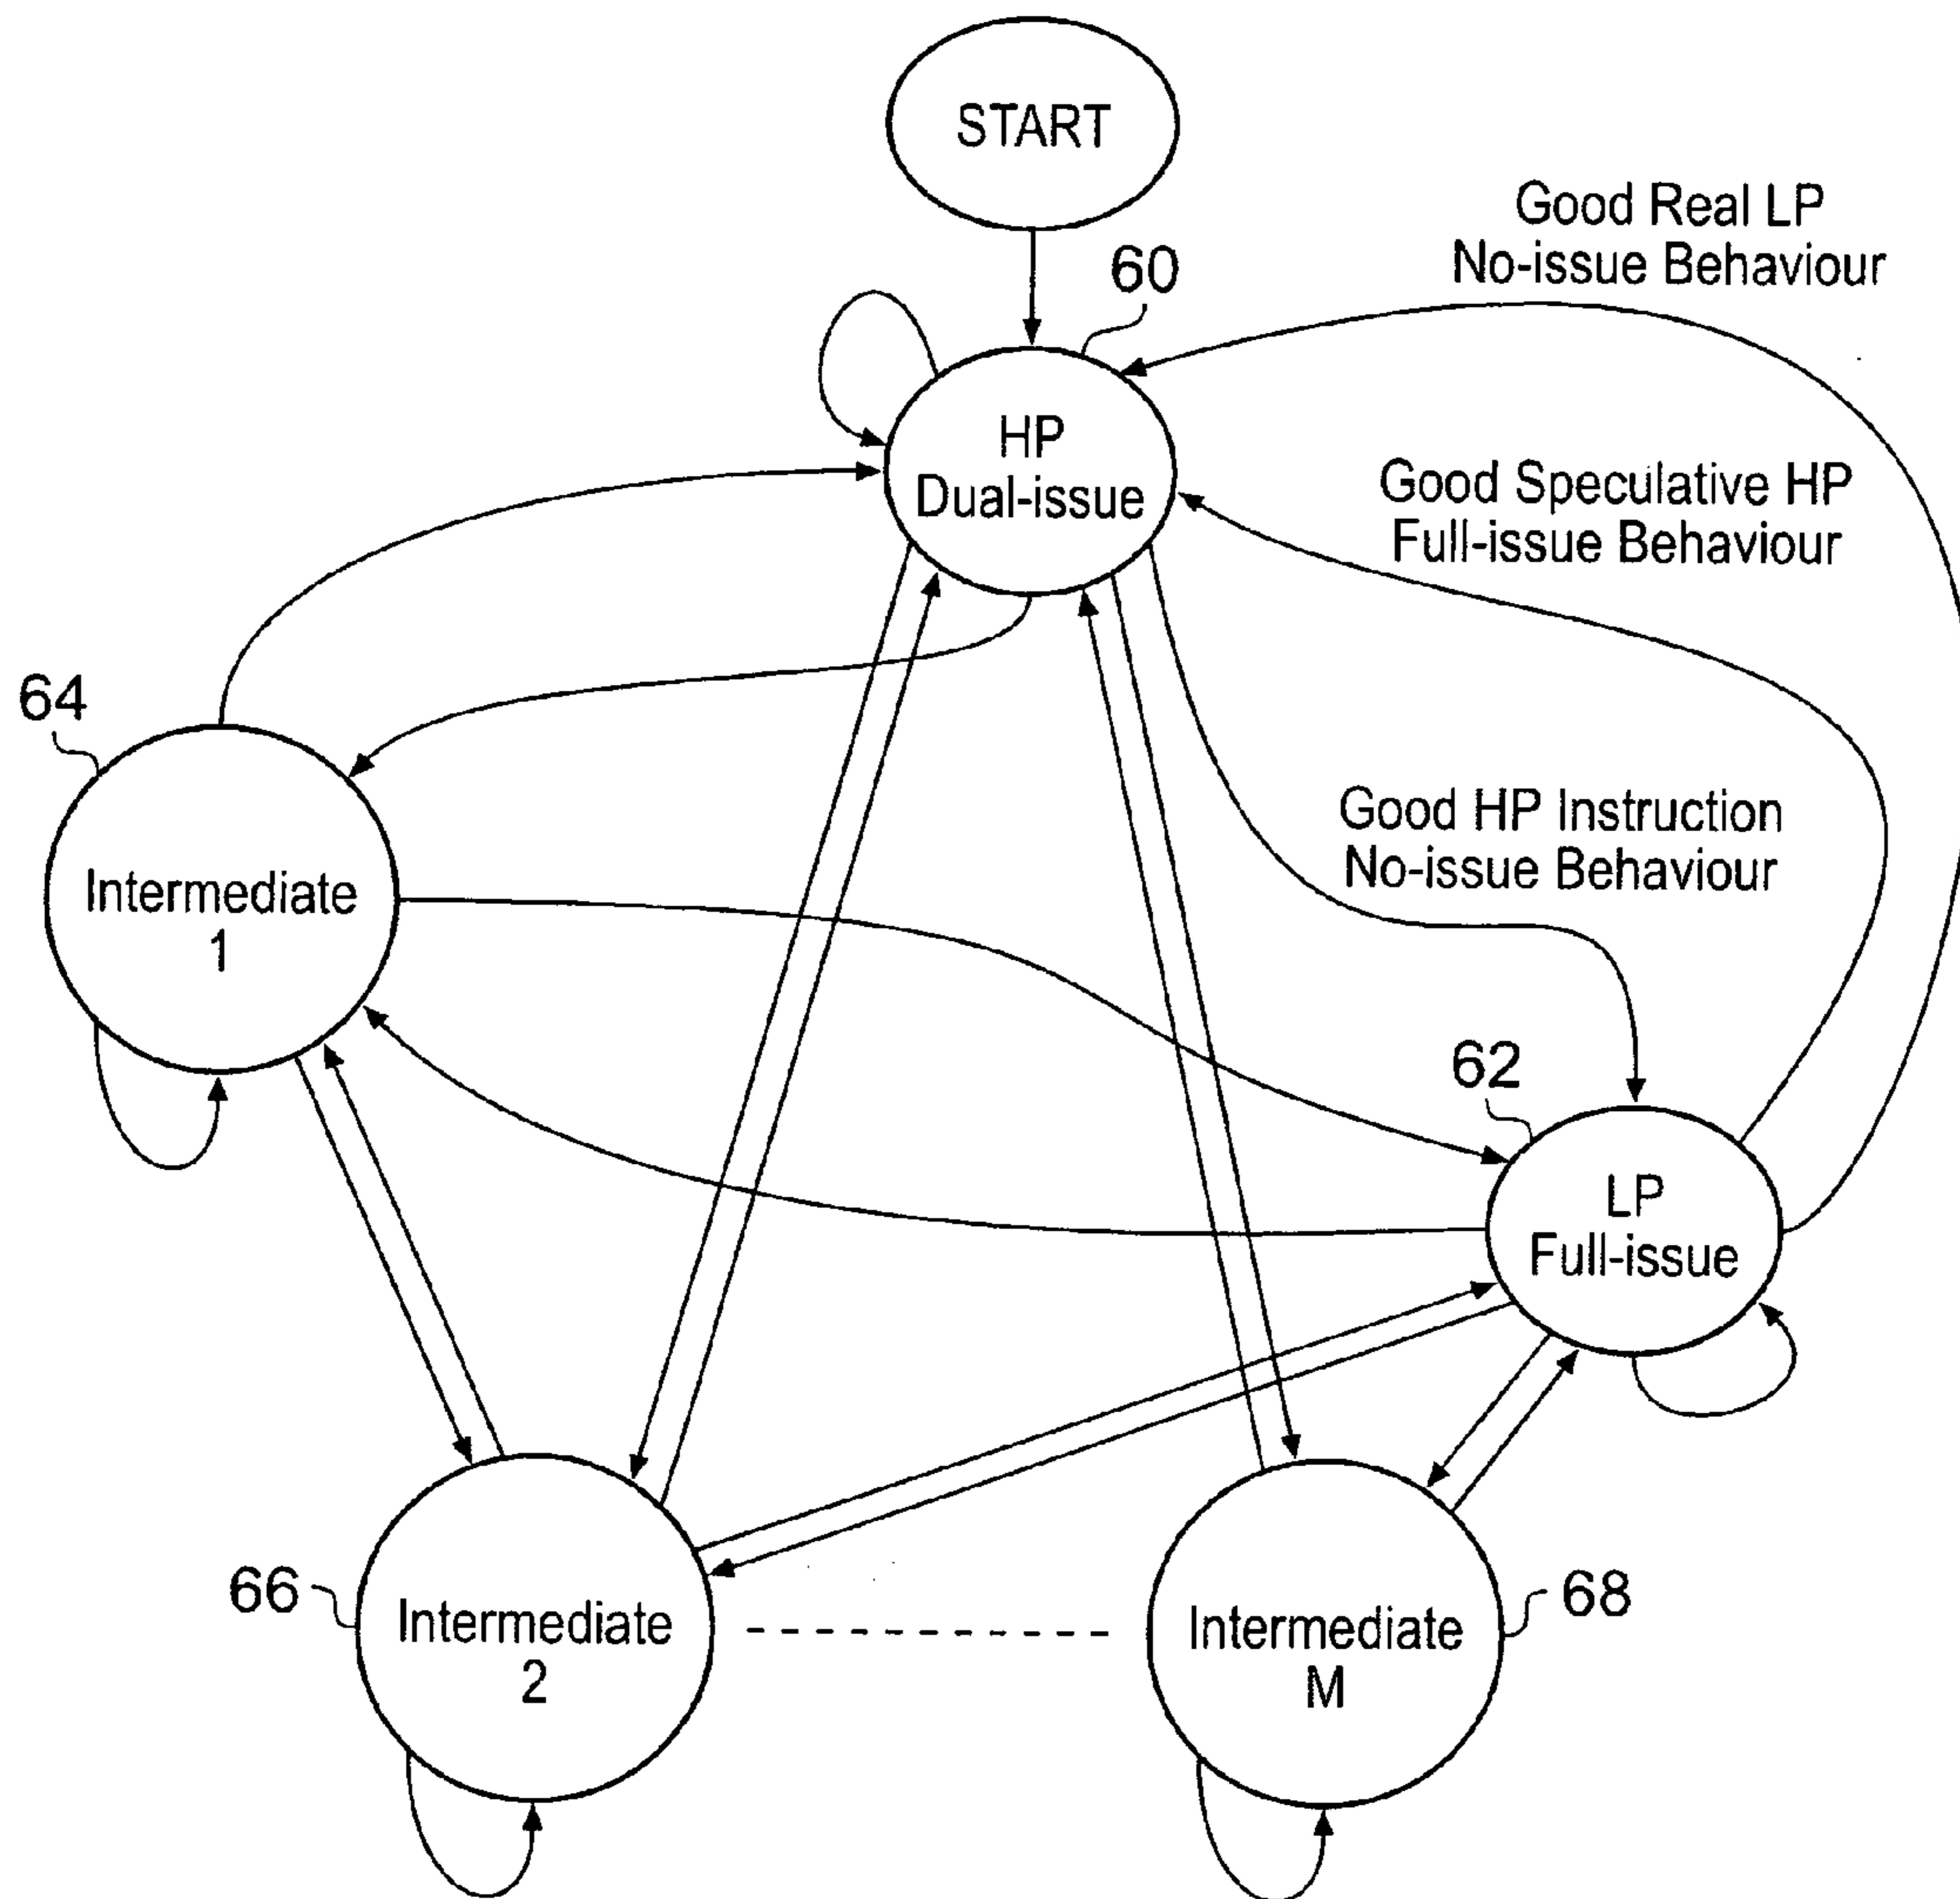 START
Good Real LP
No-issue Behaviour
60
HP
Dual-issue
Good Speculative HP
Full-issue Behaviour
64
Good HP Instruction
No-issue Behaviour
Intermediate
1
62
LP
Full-issue
66
Intermediate
2
Intermediate
M
68